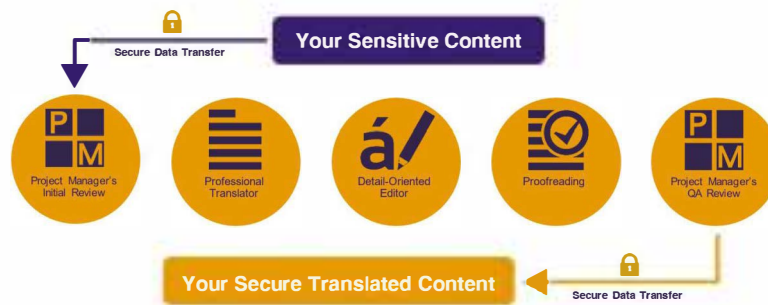 Your Sensitive Content
Secure Data Transfer
P
M
Project Manager's
Initial Review
Professional
Translator
á
Detail-Oriented
Editor
Proofreading
P
M
Project Manager's
QA Review
Your Secure Translated Content
Secure Data Transfer